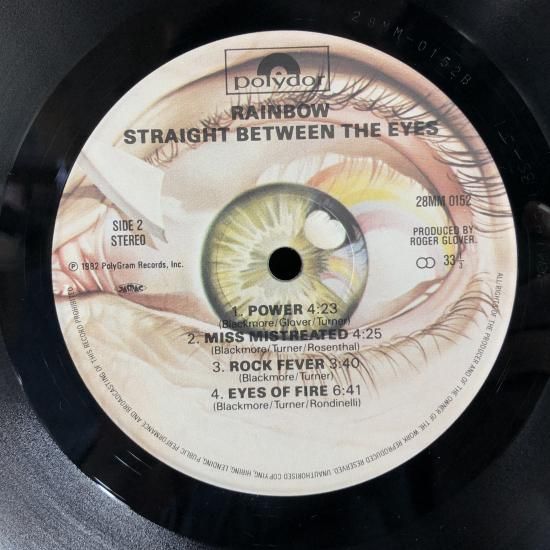 28MM-0152B
polydor
RAINBOW
STRAIGHT BETWEEN THE EYES
28MM 0152
SIDE 2
STEREO
PRODUCED BY
ROGER GLOVER.
℗ 1982 PolyGram Records, Inc.
33 1/3
1. POWER 4:23
(Blackmore/Glover/Turner)
2. MISS MISTREATED 4:25
(Blackmore/Turner/Rosenthal)
3. ROCK FEVER 3:40
(Blackmore/Turner)
4. EYES OF FIRE 6:41
(Blackmore/Turner/Rondinelli)
ALL RIGHTS OF THE PRODUCER AND OF THE OWNER OF THE WORK REPRODUCED RESERVED. UNAUTHORISED COPYING, HIRING, LENDING, PUBLIC PERFORMANCE AND BROADCASTING OF THIS RECORD PROHIBITED.